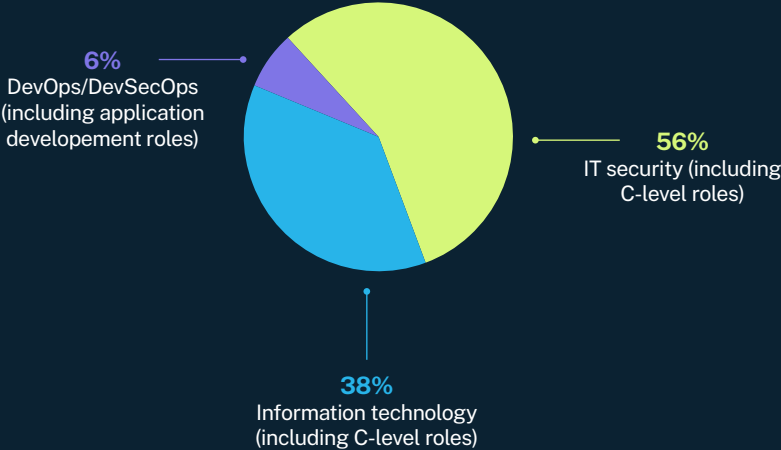 6%
DevOps/DevSecOps
(including application
developement roles)
56%
IT security (including
C-level roles)
38%
Information technology
(including C-level roles)